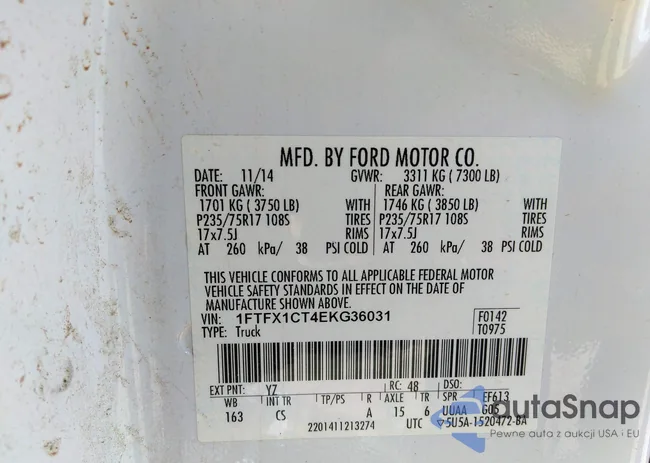 MFD. BY FORD MOTOR CO.
DATE: 11/14 GVWR: 3311 KG ( 7300 LB)
FRONT GAWR: REAR GAWR:
1701 KG ( 3750 LB) WITH 1746 KG ( 3850 LB) WITH
P235/75R17 108S TIRES P235/75R17 108S TIRES
17x7.5J RIMS 17x7.5J RIMS
AT 260 kPa/ 38 PSI COLD AT 260 kPa/ 38 PSI COLD
THIS VEHICLE CONFORMS TO ALL APPLICABLE FEDERAL MOTOR
VEHICLE SAFETY STANDARDS IN EFFECT ON THE DATE OF
MANUFACTURE SHOWN ABOVE.
VIN: 1FTFX1CT4EKG36031 F0142
TYPE: Truck T0975
EXT PNT: YZ RC: 48 DSO:
WB INT TR TP/PS R AXLE TR SPR EF613
163 CS A 15 6 UUAA G05
2201411213274 UTC ▽5U5A-1520472-BA
autoSnap
Pewne auta z aukcji USA i EU